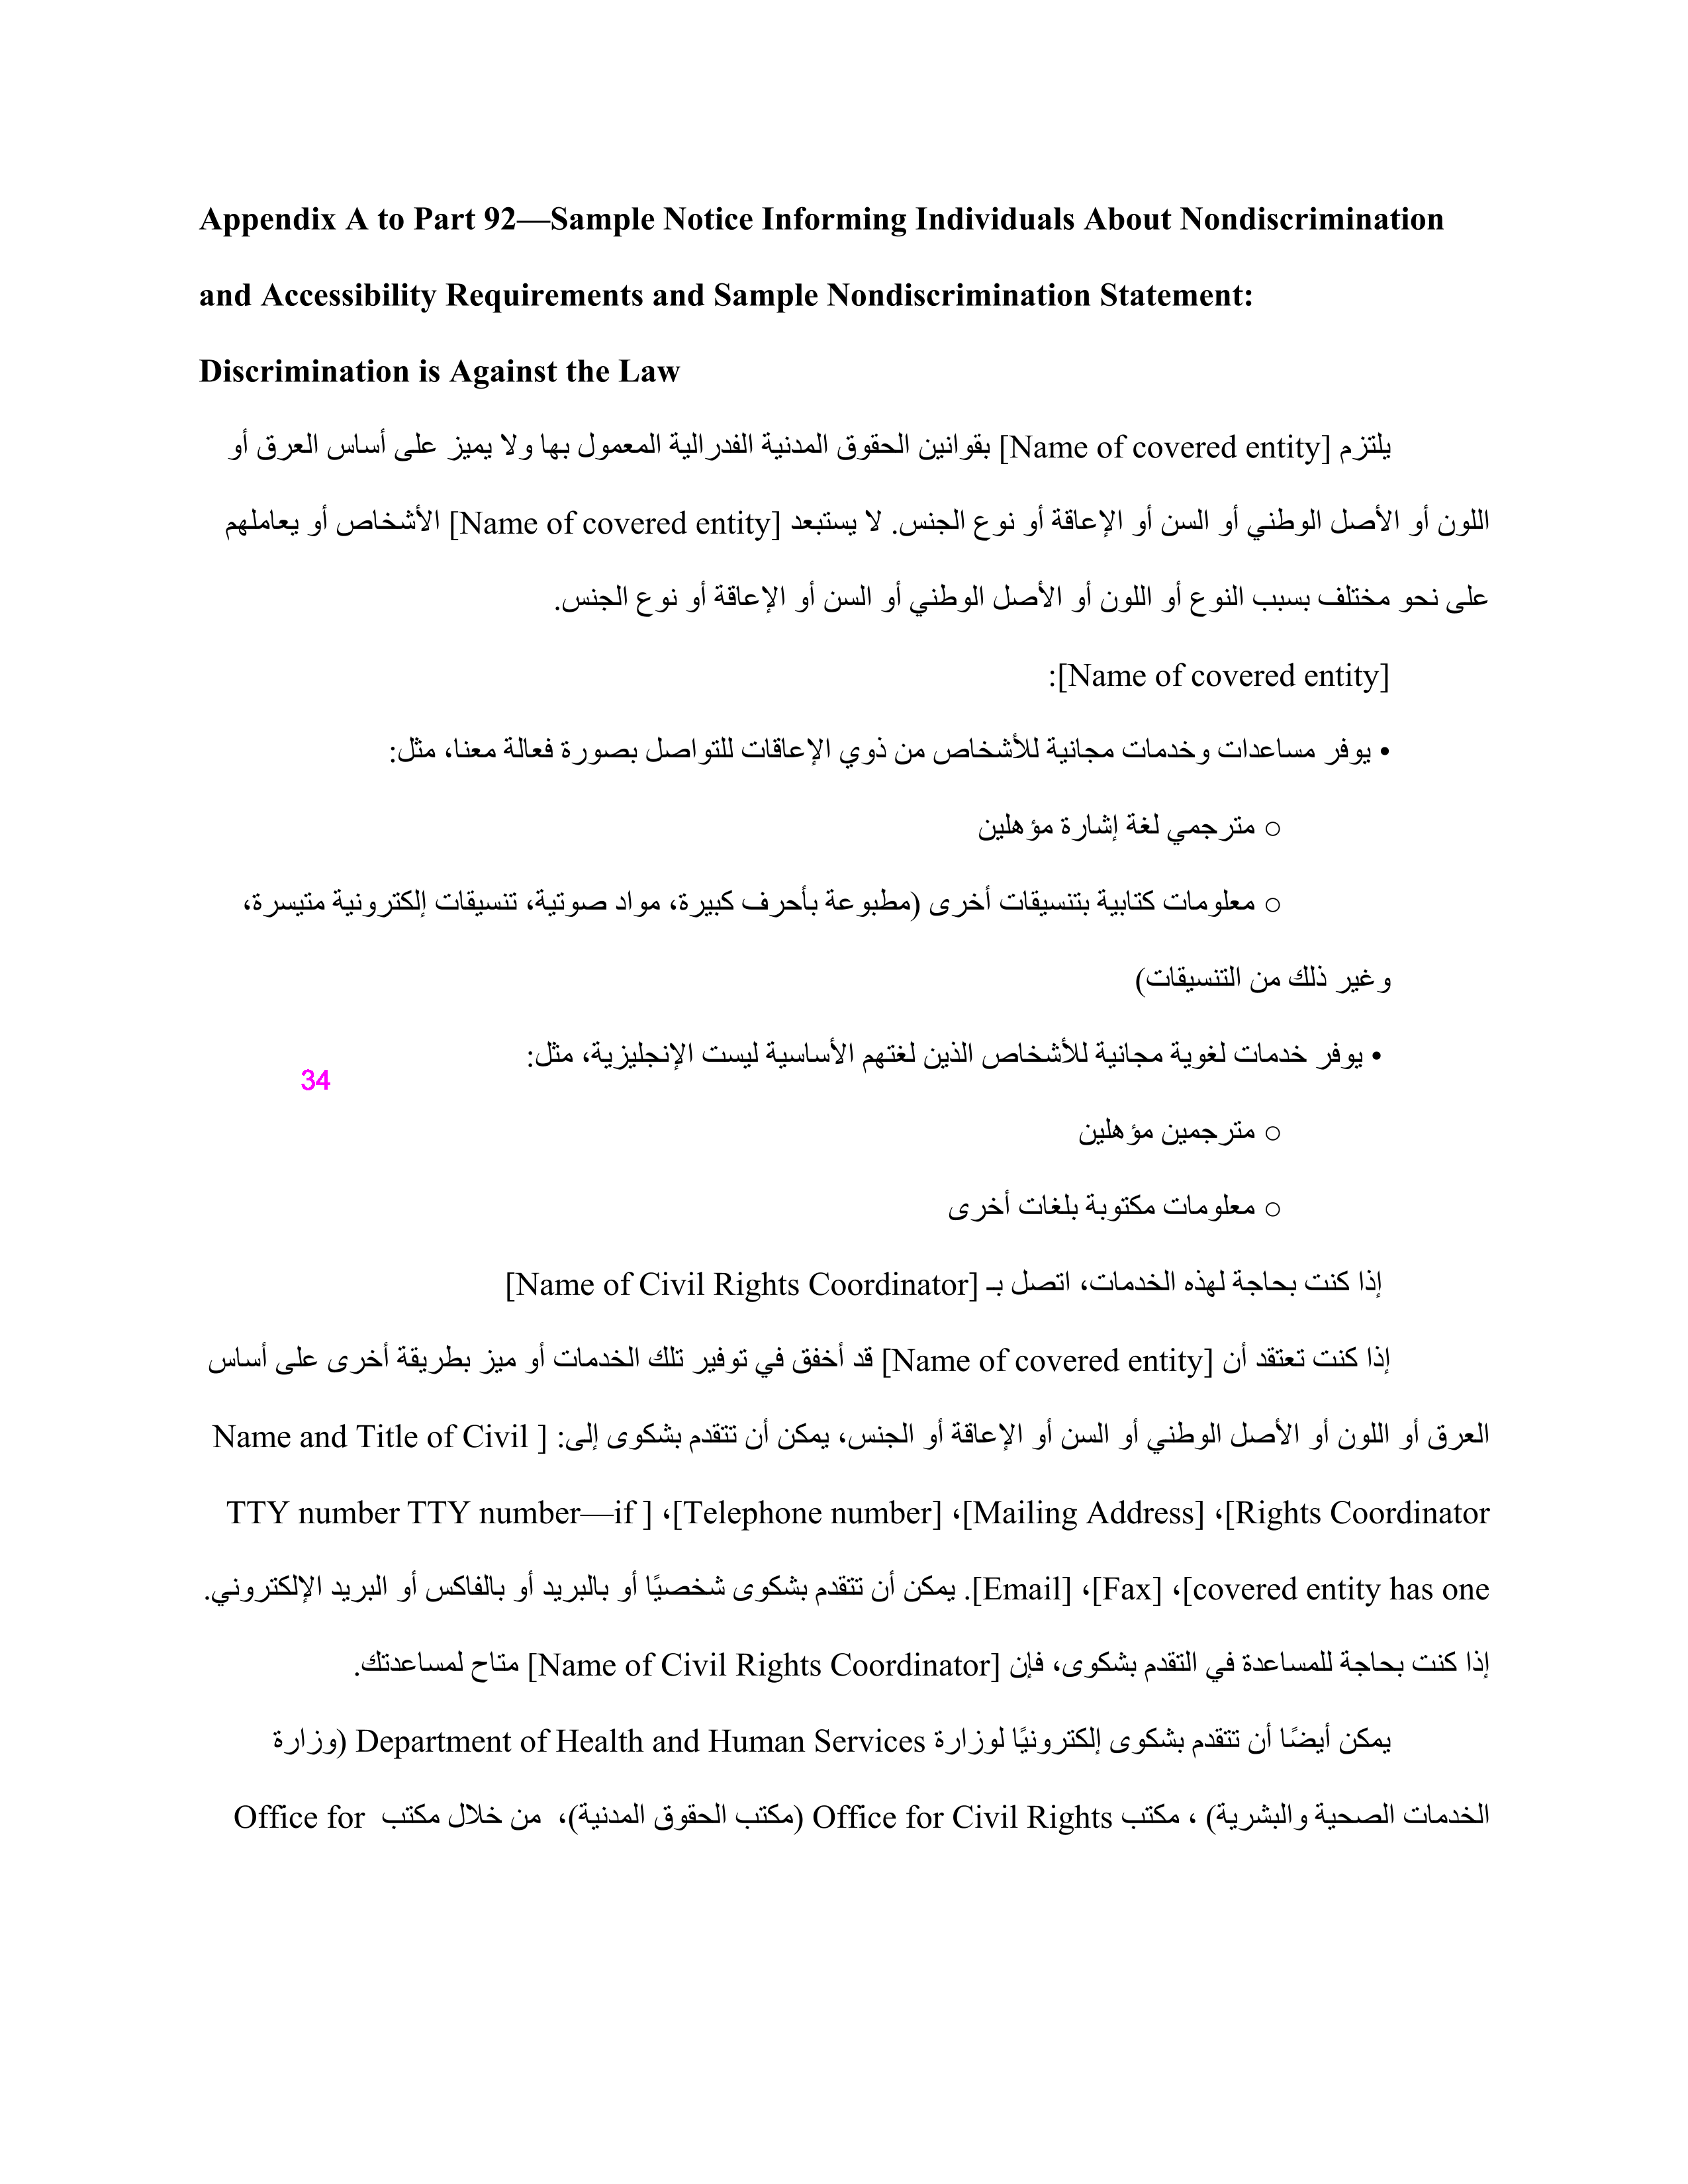 Appendix A to Part 92—Sample Notice Informing Individuals About Nondiscrimination
and Accessibility Requirements and Sample Nondiscrimination Statement:
Discrimination is Against the Law
يلتزم [Name of covered entity] بقوانين الحقوق المدنية الفدرالية المعمول بها ولا يميز على أساس العرق أو
اللون أو الأصل الوطني أو السن أو الإعاقة أو نوع الجنس. لا يستبعد [Name of covered entity] الأشخاص أو يعاملهم
على نحو مختلف بسبب النوع أو اللون أو الأصل الوطني أو السن أو الإعاقة أو نوع الجنس.
[Name of covered entity]:
• يوفر مساعدات وخدمات مجانية للأشخاص من ذوي الإعاقات للتواصل بصورة فعالة معنا، مثل:
○ مترجمي لغة إشارة مؤهلين
○ معلومات كتابية بتنسيقات أخرى (مطبوعة بأحرف كبيرة، مواد صوتية، تنسيقات إلكترونية متيسرة،
وغير ذلك من التنسيقات)
• يوفر خدمات لغوية مجانية للأشخاص الذين لغتهم الأساسية ليست الإنجليزية، مثل:
34
○ مترجمين مؤهلين
○ معلومات مكتوبة بلغات أخرى
إذا كنت بحاجة لهذه الخدمات، اتصل بـ [Name of Civil Rights Coordinator]
إذا كنت تعتقد أن [Name of covered entity] قد أخفق في توفير تلك الخدمات أو ميز بطريقة أخرى على أساس
العرق أو اللون أو الأصل الوطني أو السن أو الإعاقة أو الجنس، يمكن أن تتقدم بشكوى إلى: [ Name and Title of Civil
Rights Coordinator]، [Mailing Address]، [Telephone number]، [ TTY number TTY number—if
covered entity has one]، [Fax]، [Email]. يمكن أن تتقدم بشكوى شخصيًا أو بالبريد أو بالفاكس أو البريد الإلكتروني.
إذا كنت بحاجة للمساعدة في التقدم بشكوى، فإن [Name of Civil Rights Coordinator] متاح لمساعدتك.
يمكن أيضًا أن تتقدم بشكوى إلكترونيًا لوزارة Department of Health and Human Services (وزارة
الخدمات الصحية والبشرية) ، مكتب Office for Civil Rights (مكتب الحقوق المدنية)، من خلال مكتب Office for